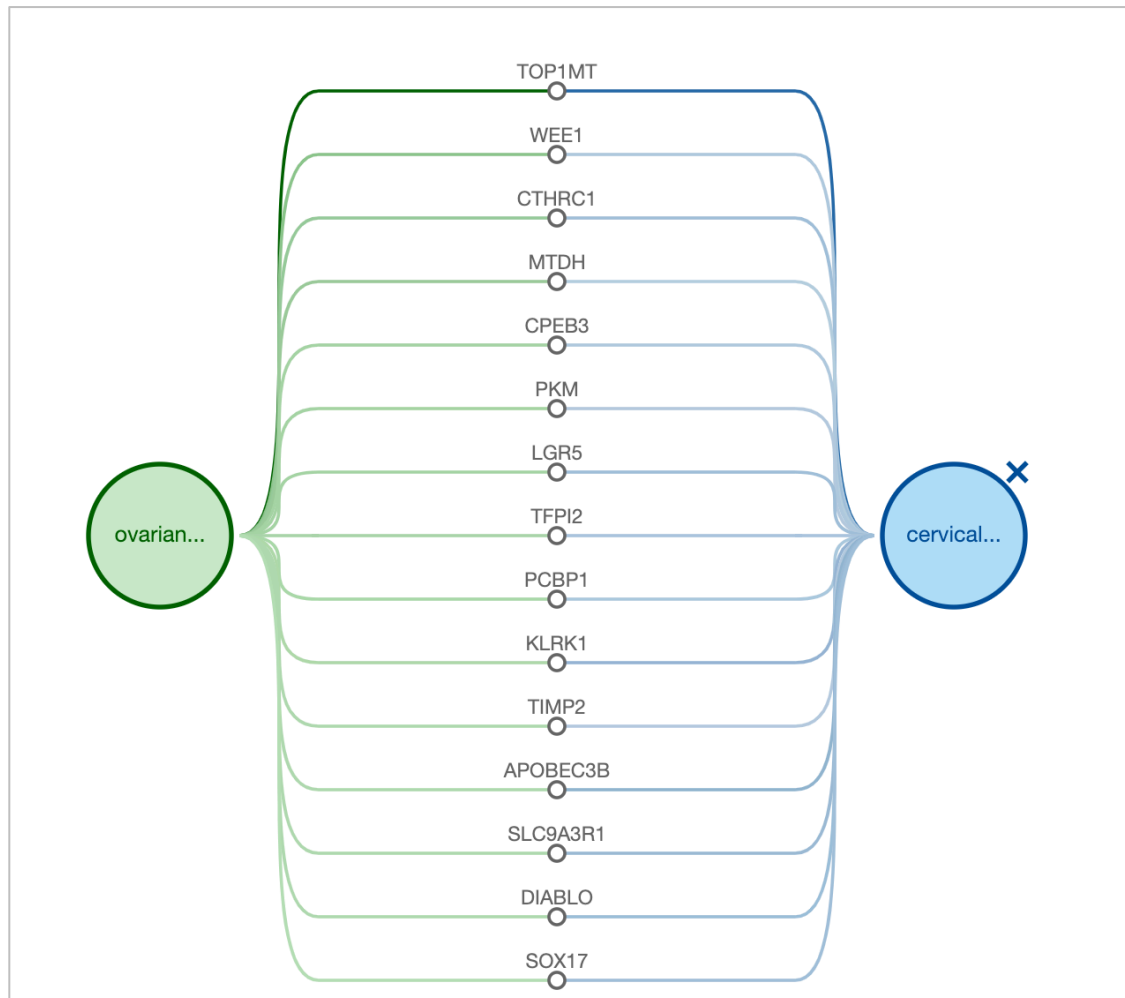 TOP1MT
WEE1
CTHRC1
MTDH
CPEB3
PKM
LGR5
ovarian...
TFPI2
cervical...
PCBP1
KLRK1
TIMP2
APOBEC3B
SLC9A3R1
DIABLO
SOX17